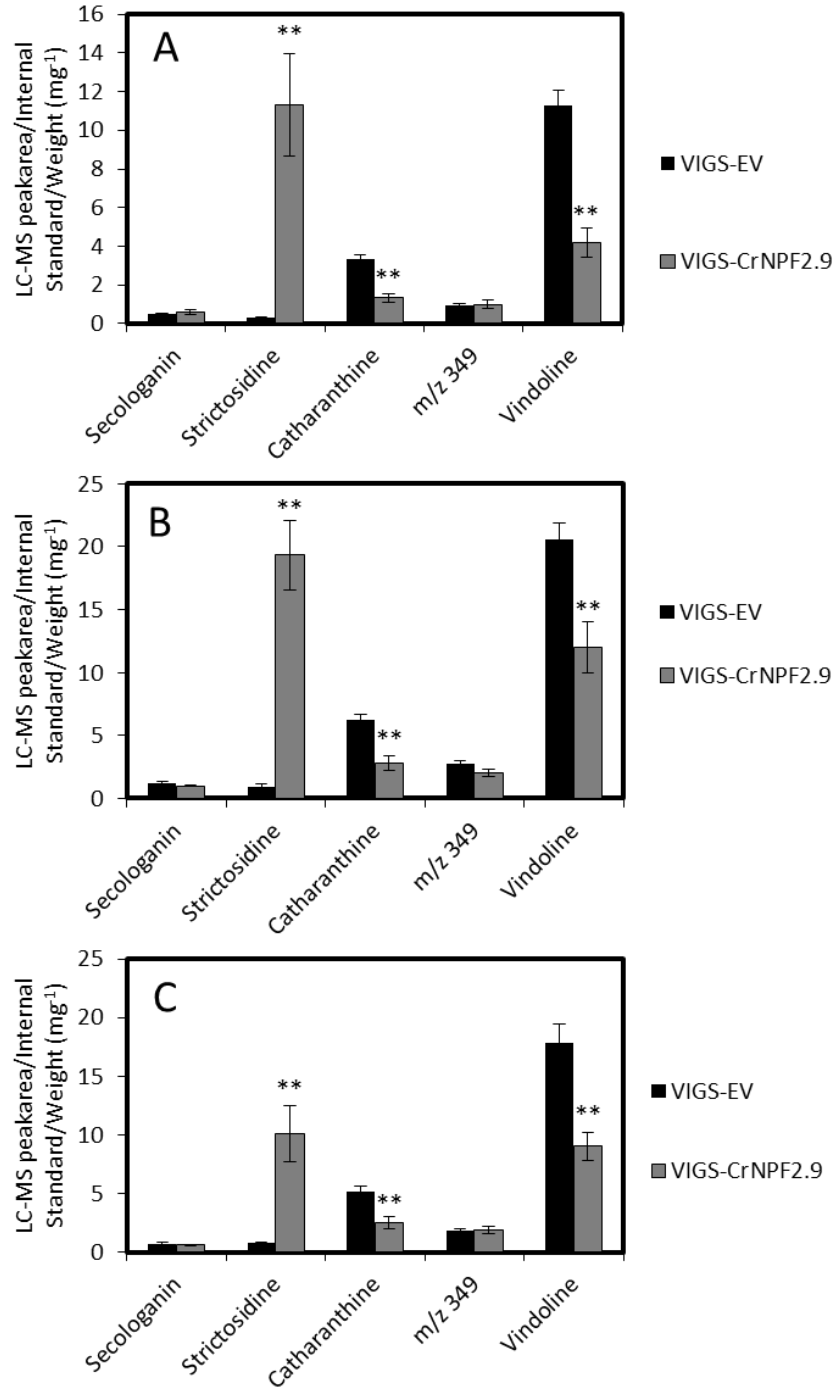 A
LC-MS peakarea/Internal
Standard/Weight (mg-1)
16
14
12
10
8
6
4
2
0
**
**
**
Secologanin
Strictosidine
Catharanthine
m/z 349
Vindoline
VIGS-EV
VIGS-CrNPF2.9
B
LC-MS peakarea/Internal
Standard/Weight (mg-1)
25
20
15
10
5
0
**
**
**
Secologanin
Strictosidine
Catharanthine
m/z 349
Vindoline
VIGS-EV
VIGS-CrNPF2.9
C
LC-MS peakarea/Internal
Standard/Weight (mg-1)
25
20
15
10
5
0
**
**
**
Secologanin
Strictosidine
Catharanthine
m/z 349
Vindoline
VIGS-EV
VIGS-CrNPF2.9